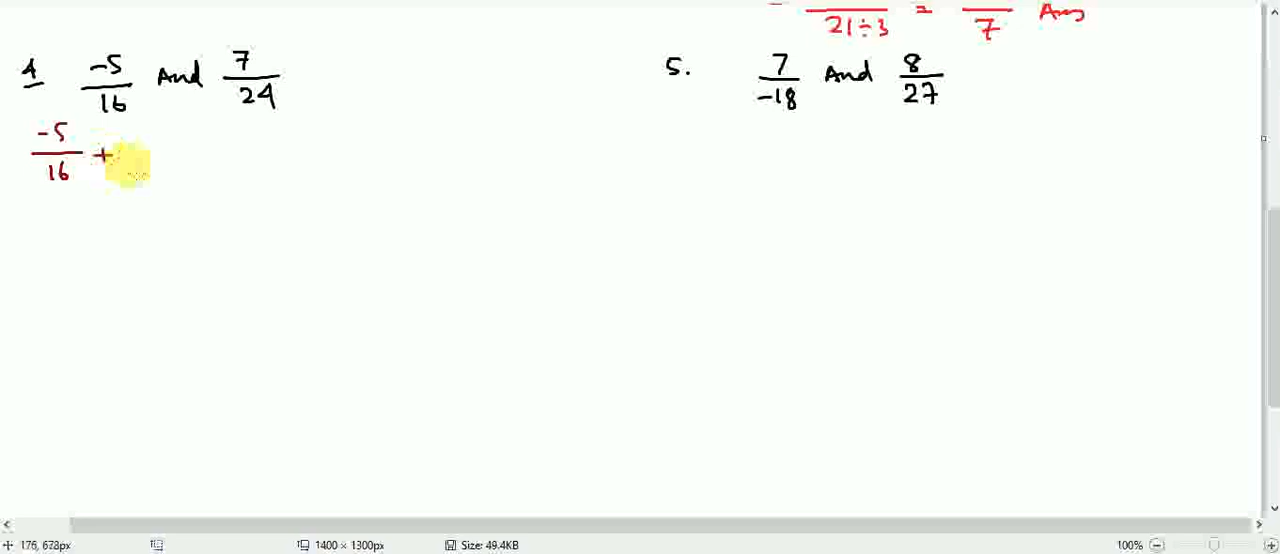 21÷3 = 
7 Ans
4 -5/16 And 7/24
5. 7/-18 And 8/27
-5/16 +
176, 678px 1400 × 1300px Size: 49.4KB 100%